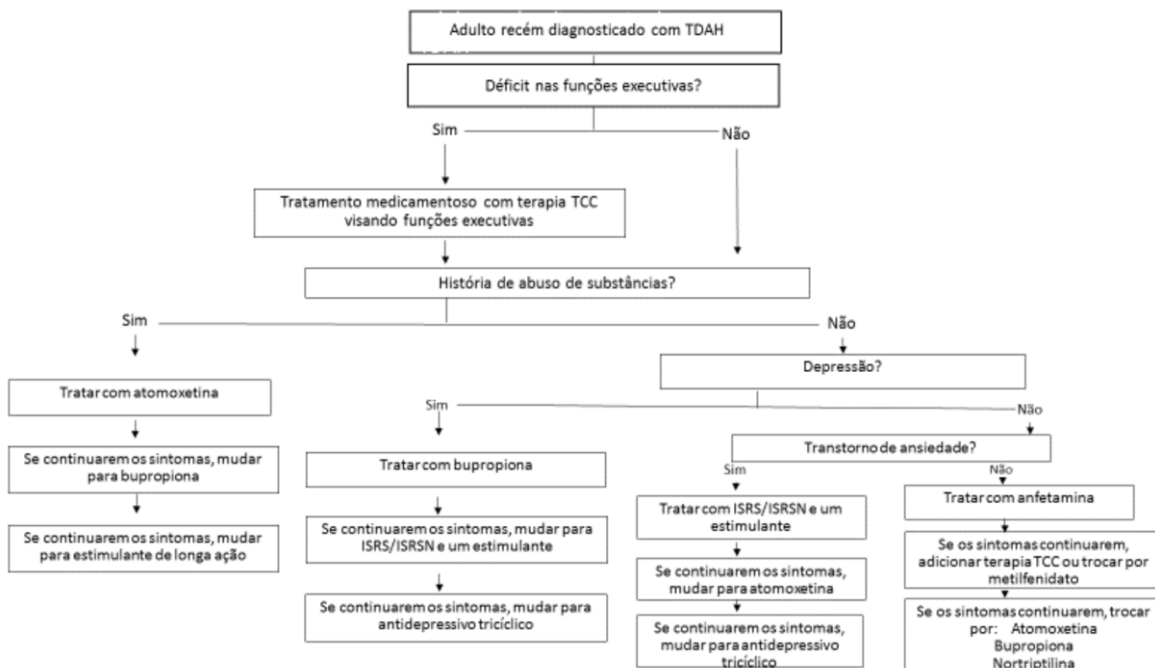 Adulto recém diagnosticado com TDAH
Déficit nas funções executivas?
Sim
Não
Tratamento medicamentoso com terapia TCC
visando funções executivas
História de abuso de substâncias?
Sim
Não
Depressão?
Tratar com atomoxetina
Sim
Não
Transtorno de ansiedade?
Se continuarem os sintomas, mudar
para bupropiona
Tratar com bupropiona
Sim
Não
Tratar com ISRS/ISRSN e um
estimulante
Tratar com anfetamina
Se continuarem os sintomas, mudar
para estimulante de longa ação
Se continuarem os sintomas, mudar para
ISRS/ISRSN e um estimulante
Se os sintomas continuarem,
adicionar terapia TCC ou trocar por
metilfenidato
Se continuarem os sintomas,
mudar para atomoxetina
Se continuarem os sintomas, mudar para
antidepressivo tricíclico
Se continuarem os sintomas,
mudar para antidepressivo
tricíclico
Se os sintomas continuarem, trocar
por: Atomoxetina
Bupropiona
Nortriptilina